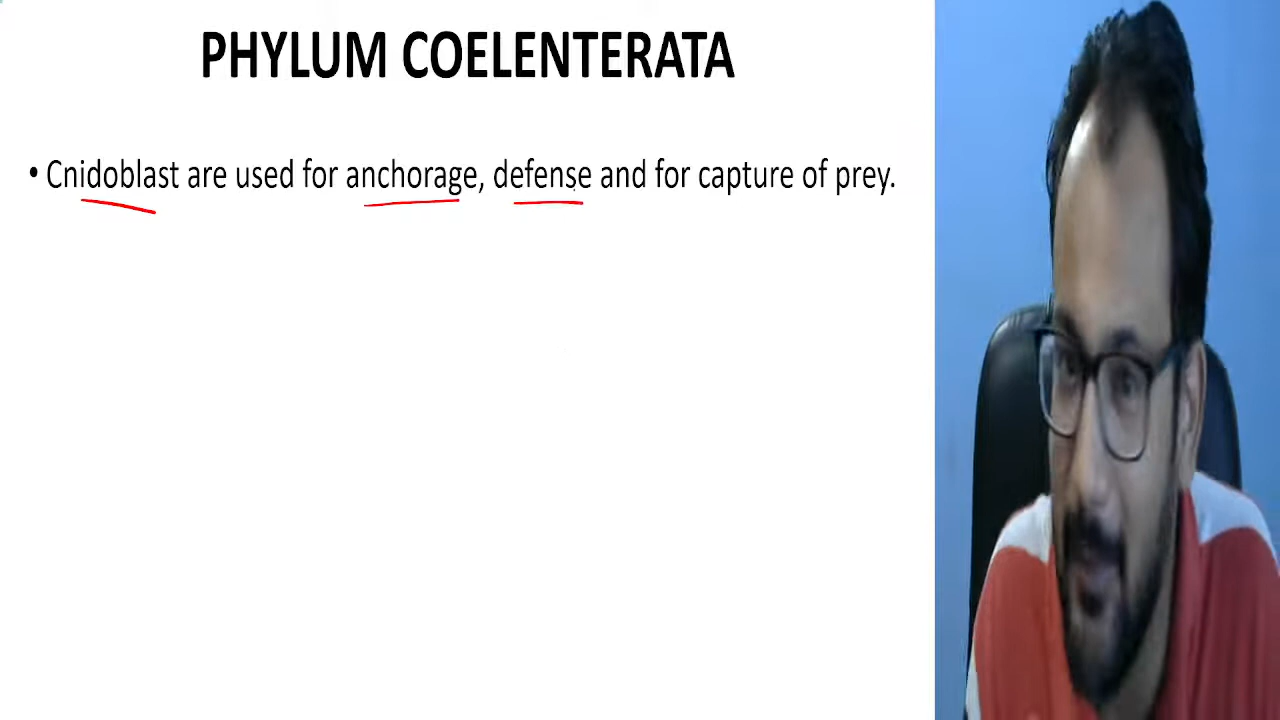 PHYLUM COELENTERATA
• Cnidoblast are used for anchorage, defense and for capture of prey.